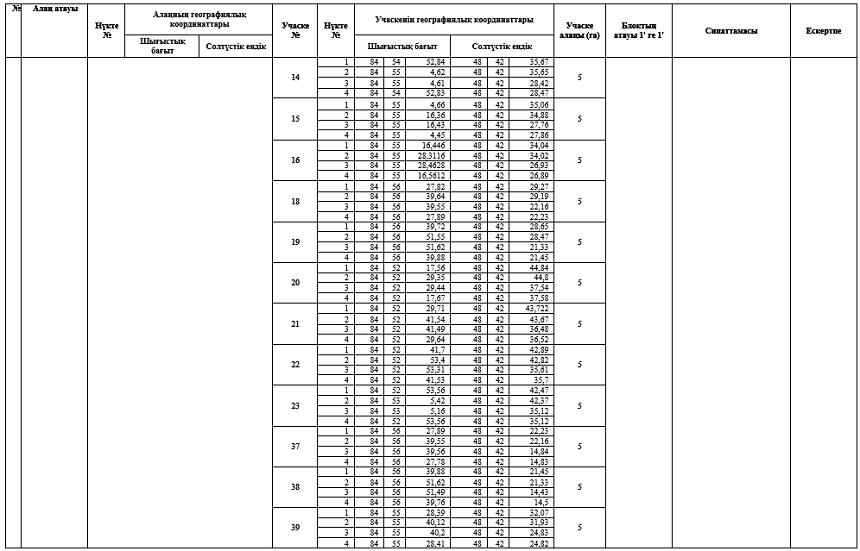 № Алаң атауы Нүкте № Алаңның географиялық координаттары Учаске № Нүкте № Учаскенің географиялық координаттары Учаске алаңы (га) Блоктың атауы 1' ге 1' Сипаттамасы Ескертпе
Шығыстық бағыт Солтүстік ендік Шығыстық бағыт Солтүстік ендік
14 1 84 54 52,84 48 42 35,67 5
2 84 55 4,62 48 42 35,65
3 84 55 4,61 48 42 28,42
4 84 54 52,83 48 42 28,47
15 1 84 55 4,66 48 42 35,06 5
2 84 55 16,36 48 42 34,88
3 84 55 16,43 48 42 27,76
4 84 55 4,45 48 42 27,86
16 1 84 55 16,446 48 42 34,04 5
2 84 55 28,3116 48 42 34,02
3 84 55 28,4628 48 42 26,93
4 84 55 16,5612 48 42 26,89
18 1 84 56 27,82 48 42 29,27 5
2 84 56 39,64 48 42 29,19
3 84 56 39,55 48 42 22,16
4 84 56 27,89 48 42 22,23
19 1 84 56 39,72 48 42 28,65 5
2 84 56 51,55 48 42 28,47
3 84 56 51,62 48 42 21,33
4 84 56 39,88 48 42 21,45
20 1 84 52 17,56 48 42 44,84 5
2 84 52 29,35 48 42 44,8
3 84 52 29,44 48 42 37,54
4 84 52 17,67 48 42 37,58
21 1 84 52 29,71 48 42 43,722 5
2 84 52 41,54 48 42 43,67
3 84 52 41,49 48 42 36,48
4 84 52 29,64 48 42 36,52
22 1 84 52 41,7 48 42 42,89 5
2 84 52 53,4 48 42 42,82
3 84 52 53,31 48 42 35,61
4 84 52 41,53 48 42 35,7
23 1 84 52 53,56 48 42 42,47 5
2 84 53 5,42 48 42 42,37
3 84 53 5,16 48 42 35,12
4 84 52 53,56 48 42 35,12
37 1 84 56 27,89 48 42 22,23 5
2 84 56 39,55 48 42 22,16
3 84 56 39,56 48 42 14,84
4 84 56 27,78 48 42 14,83
38 1 84 56 39,88 48 42 21,45 5
2 84 56 51,62 48 42 21,33
3 84 56 51,49 48 42 14,43
4 84 56 39,76 48 42 14,5
39 1 84 55 28,39 48 42 32,07 5
2 84 55 40,12 48 42 31,93
3 84 55 40,2 48 42 24,83
4 84 55 28,41 48 42 24,82